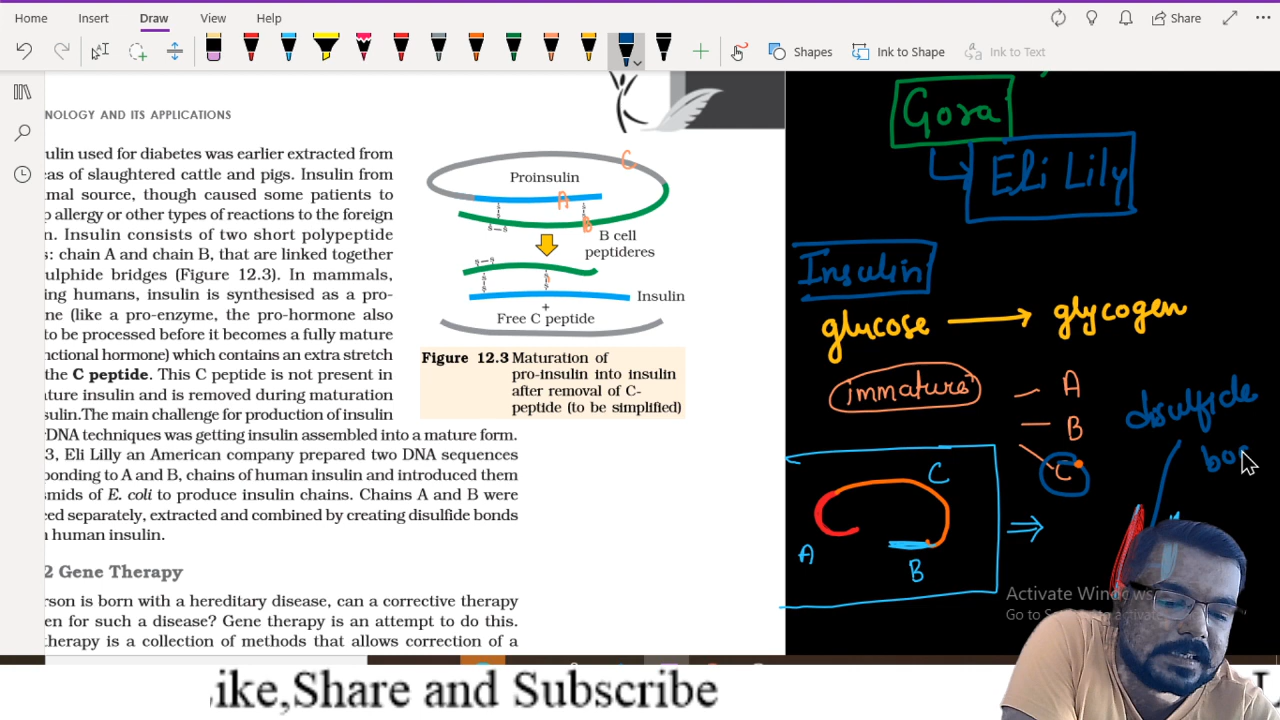 Home Insert Draw View Help Share
Shapes Ink to Shape Ink to Text
NOLOGY AND ITS APPLICATIONS
ulin used for diabetes was earlier extracted from
eas of slaughtered cattle and pigs. Insulin from
mal source, though caused some patients to
p allergy or other types of reactions to the foreign
n. Insulin consists of two short polypeptide
s: chain A and chain B, that are linked together
ulphide bridges (Figure 12.3). In mammals,
ing humans, insulin is synthesised as a pro-
ne (like a pro-enzyme, the pro-hormone also
to be processed before it becomes a fully mature
nctional hormone) which contains an extra stretch
the C peptide. This C peptide is not present in
ature insulin and is removed during maturation
sulin.The main challenge for production of insulin
rDNA techniques was getting insulin assembled into a mature form.
3, Eli Lilly an American company prepared two DNA sequences
ponding to A and B, chains of human insulin and introduced them
smids of E. coli to produce insulin chains. Chains A and B were
ced separately, extracted and combined by creating disulfide bonds
n human insulin.
2 Gene Therapy
rson is born with a hereditary disease, can a corrective therapy
en for such a disease? Gene therapy is an attempt to do this.
therapy is a collection of methods that allows correction of a
C
Proinsulin
A
B
s–s
B cell
peptideres
s–s
Insulin
+
Free C peptide
Figure 12.3 Maturation of
pro-insulin into insulin
after removal of C-
peptide (to be simplified)
Gora
Eli Lily
Insulin
glucose → glycogen
immature
A
B
C
disulfide
bon
C
A
B
Activate Windows
Like,Share and Subscribe